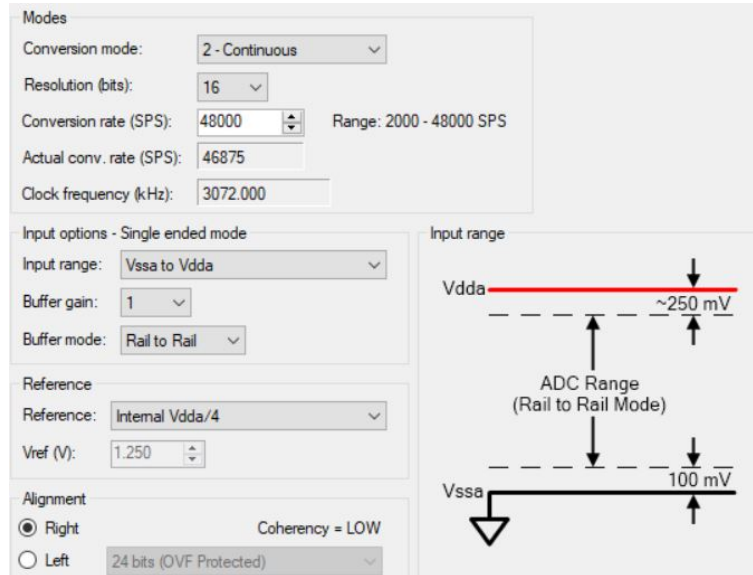 Modes
Conversion mode: 2 - Continuous
Resolution (bits): 16
Conversion rate (SPS): 48000 Range: 2000 - 48000 SPS
Actual conv. rate (SPS): 46875
Clock frequency (kHz): 3072.000
Input options - Single ended mode
Input range: Vssa to Vdda
Buffer gain: 1
Buffer mode: Rail to Rail
Reference
Reference: Internal Vdda/4
Vref (V): 1.250
Alignment
Right Coherency = LOW
Left 24 bits (OVF Protected)
Input range
Vdda
~250 mV
ADC Range
(Rail to Rail Mode)
100 mV
Vssa